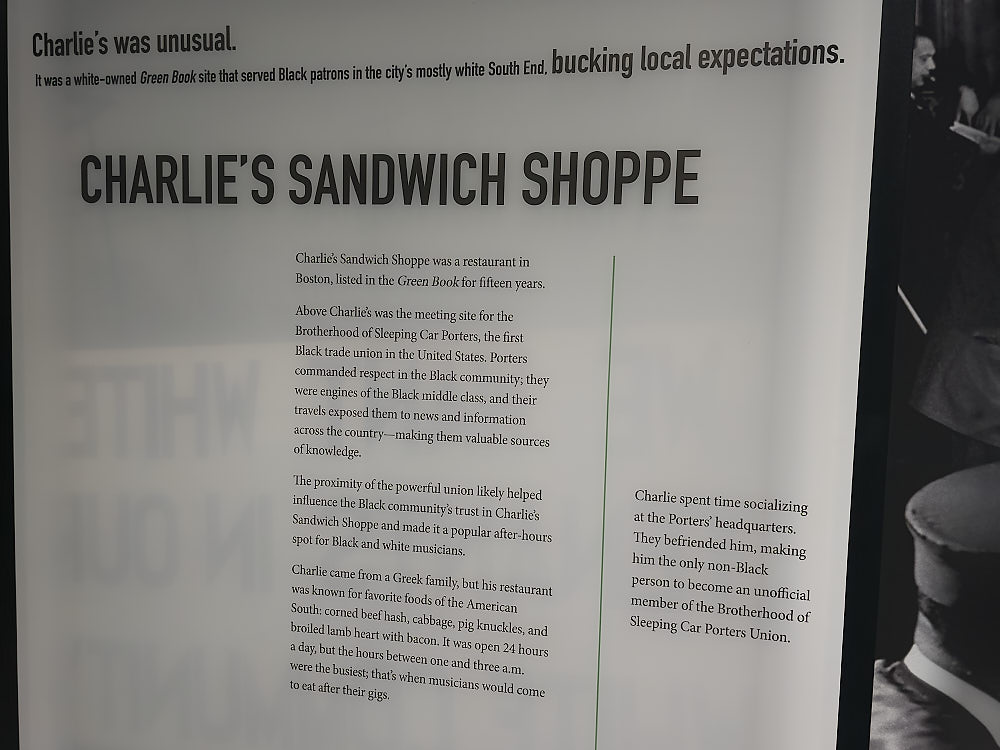 Charlie's was unusual.
It was a white-owned Green Book site that served Black patrons in the city's mostly white South End, bucking local expectations.
CHARLIE'S SANDWICH SHOPPE
Charlie's Sandwich Shoppe was a restaurant in
Boston, listed in the Green Book for fifteen years.
Above Charlie's was the meeting site for the
Brotherhood of Sleeping Car Porters, the first
Black trade union in the United States. Porters
commanded respect in the Black community; they
were engines of the Black middle class, and their
travels exposed them to news and information
across the country—making them valuable sources
of knowledge.
The proximity of the powerful union likely helped
influence the Black community's trust in Charlie's
Sandwich Shoppe and made it a popular after-hours
spot for Black and white musicians.
Charlie came from a Greek family, but his restaurant
was known for favorite foods of the American
South: corned beef hash, cabbage, pig knuckles, and
broiled lamb heart with bacon. It was open 24 hours
a day, but the hours between one and three a.m.
were the busiest; that's when musicians would come
to eat after their gigs.
Charlie spent time socializing
at the Porters' headquarters.
They befriended him, making
him the only non-Black
person to become an unofficial
member of the Brotherhood of
Sleeping Car Porters Union.